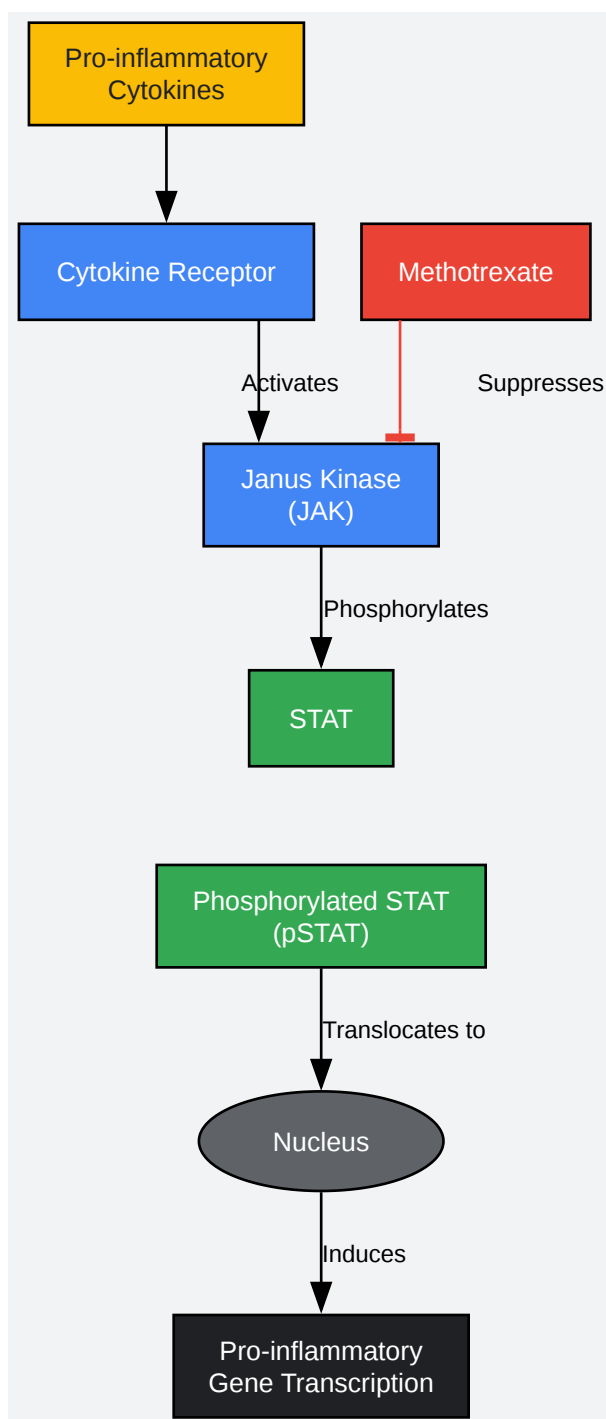 Pro-inflammatory
Cytokines
Cytokine Receptor
Methotrexate
Activates
Suppresses
Janus Kinase
(JAK)
Phosphorylates
STAT
Phosphorylated STAT
(pSTAT)
Translocates to
Nucleus
Induces
Pro-inflammatory
Gene Transcription